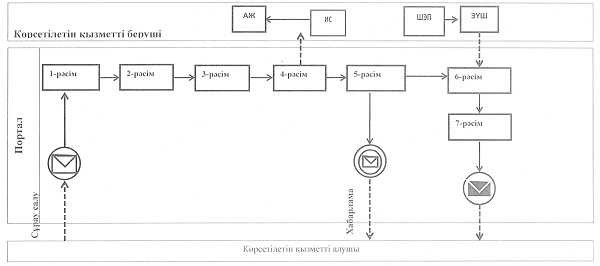 АЖ
ИС
ШЭП
ЭҮШ
Көрсетілетін қызметті беруші
1-рәсім
2-рәсім
3-рәсім
4-рәсім
5-рәсім
6-рәсім
7-рәсім
Портал
Сұрау салу
Хабарлама
Көрсетілетін қызметті алушы